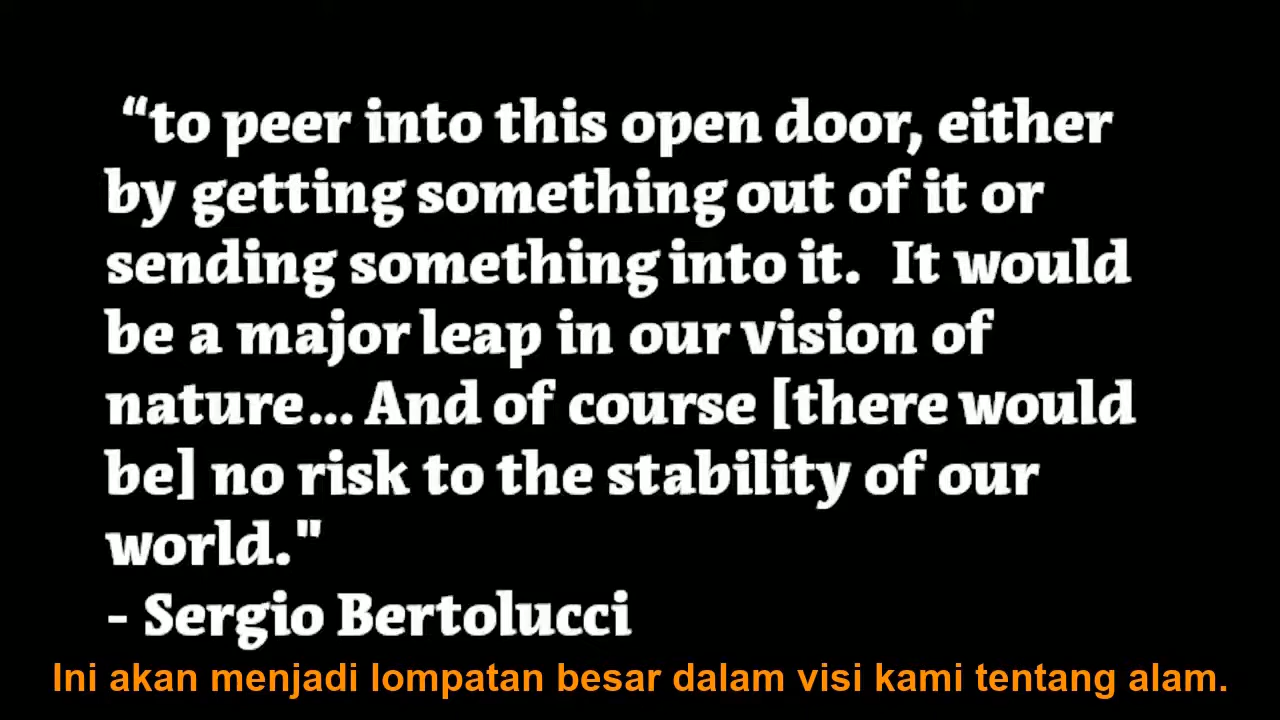 “to peer into this open door, either
by getting something out of it or
sending something into it.  It would
be a major leap in our vision of
nature... And of course [there would
be] no risk to the stability of our
world."
- Sergio Bertolucci
Ini akan menjadi lompatan besar dalam visi kami tentang alam.